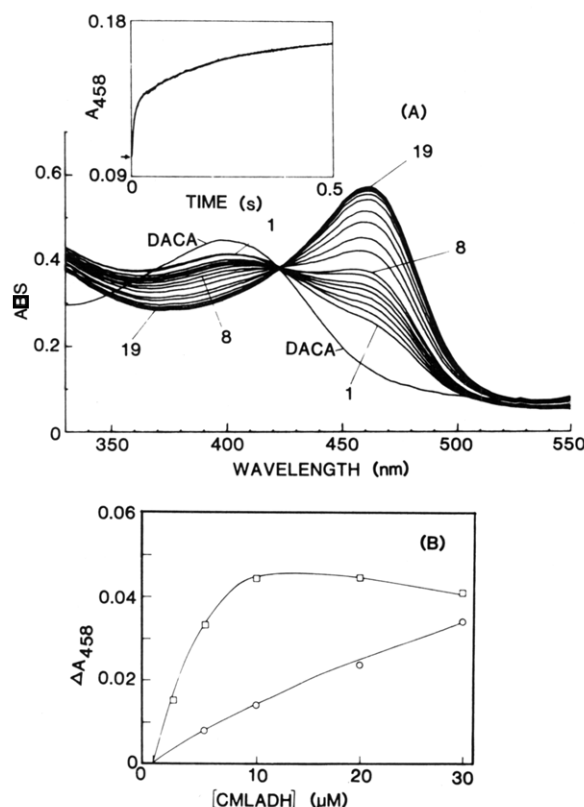 0.18
A458
0.09
0
0.5
TIME (s)
(A)
19
0.6
DACA
1
0.4
8
ABS
19
8
DACA
0.2
1
0
350
400
450
500
550
WAVELENGTH (nm)
0.06
(B)
0.04
ΔA458
0.02
0
0
10
20
30
[CMLADH] (µM)